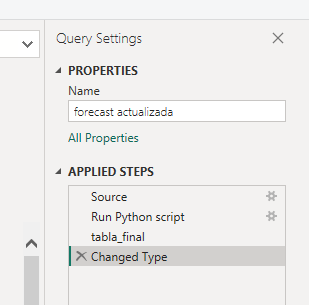 Query Settings
PROPERTIES
Name
forecast actualizada
All Properties
APPLIED STEPS
Source
Run Python script
tabla_final
Changed Type